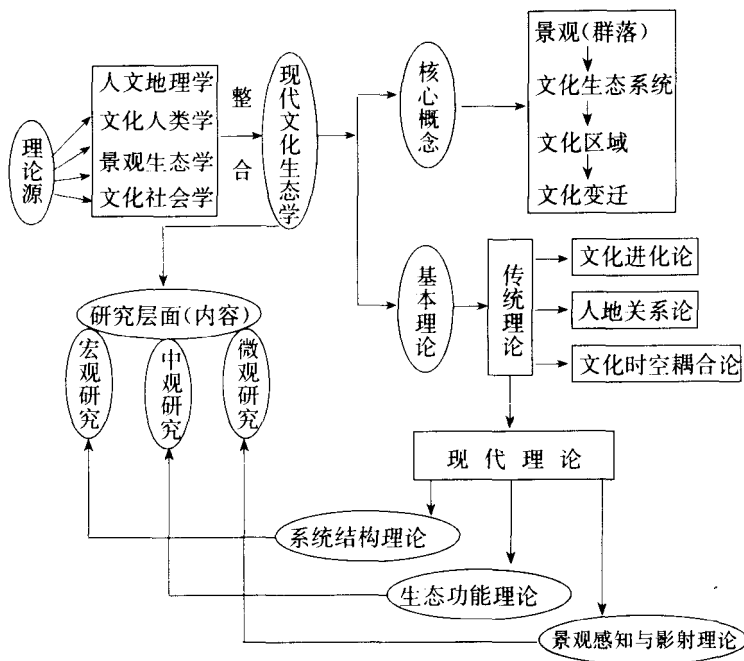 理论源
人文地理学
文化人类学
景观生态学
文化社会学
整合
现代文化生态学
核心概念
景观(群落)
文化生态系统
文化区域
文化变迁
基本理论
传统理论
文化进化论
人地关系论
文化时空耦合论
研究层面(内容)
宏观研究
中观研究
微观研究
现代理论
系统结构理论
生态功能理论
景观感知与影射理论